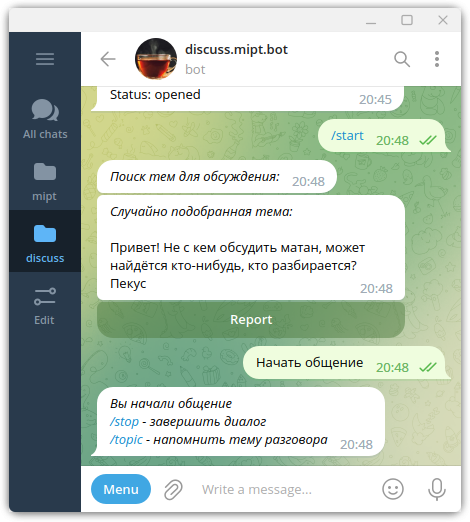 discuss.mipt.bot
bot
All chats
mipt
discuss
Edit
Status: opened
20:45
/start 20:48
Поиск тем для обсуждения: 20:48
Случайно подобранная тема:
Привет! Не с кем обсудить матан, может
найдётся кто-нибудь, кто разбирается?
Пекус
20:48
Report
Начать общение 20:48
Вы начали общение
/stop - завершить диалог
/topic - напомнить тему разговора 20:48
Menu
Write a message...